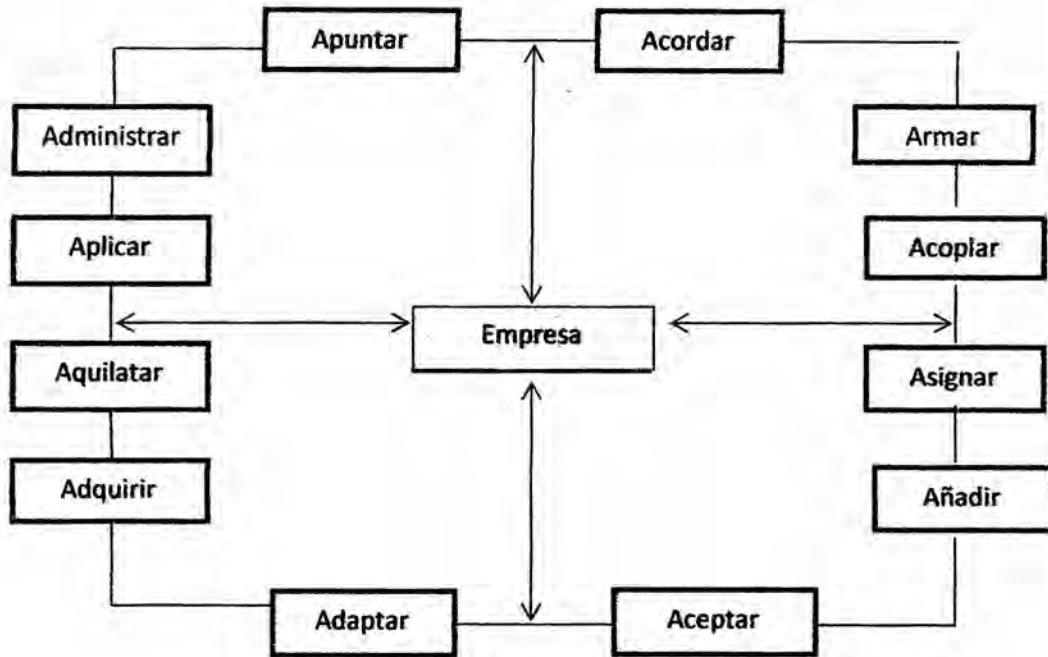 Apuntar
Acordar
Administrar
Armar
Aplicar
Acoplar
Empresa
Aquilatar
Asignar
Adquirir
Añadir
Adaptar
Aceptar